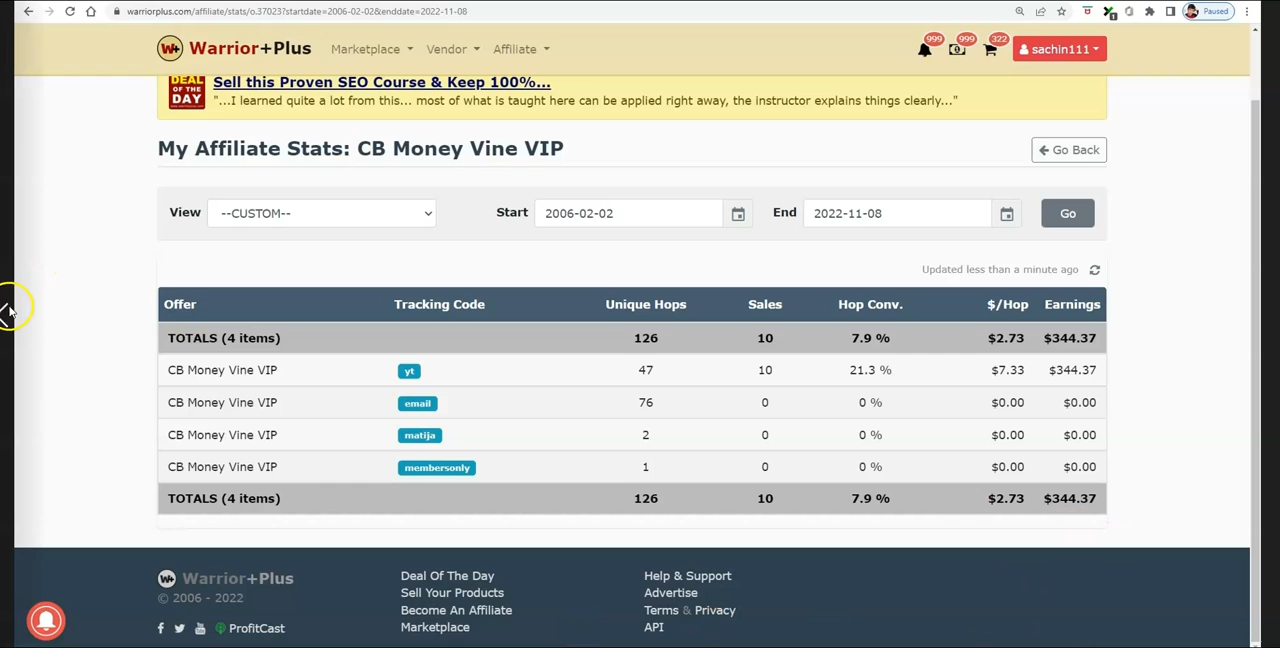 warriorplus.com/affiliate/stats/o.37023?startdate=2006-02-02&enddate=2022-11-08
1
Paused
W+ Warrior+Plus Marketplace Vendor Affiliate 999 999 322 sachin111
DEAL OF THE DAY
Sell this Proven SEO Course & Keep 100%...
"...I learned quite a lot from this... most of what is taught here can be applied right away, the instructor explains things clearly..."
My Affiliate Stats: CB Money Vine VIP Go Back
View --CUSTOM-- Start 2006-02-02 End 2022-11-08 Go
Updated less than a minute ago
Offer Tracking Code Unique Hops Sales Hop Conv. $/Hop Earnings
TOTALS (4 items) 126 10 7.9 % $2.73 $344.37
CB Money Vine VIP yt 47 10 21.3 % $7.33 $344.37
CB Money Vine VIP email 76 0 0 % $0.00 $0.00
CB Money Vine VIP matija 2 0 0 % $0.00 $0.00
CB Money Vine VIP membersonly 1 0 0 % $0.00 $0.00
TOTALS (4 items) 126 10 7.9 % $2.73 $344.37
W+ Warrior+Plus
© 2006 - 2022
ProfitCast
Deal Of The Day
Sell Your Products
Become An Affiliate
Marketplace
Help & Support
Advertise
Terms & Privacy
API